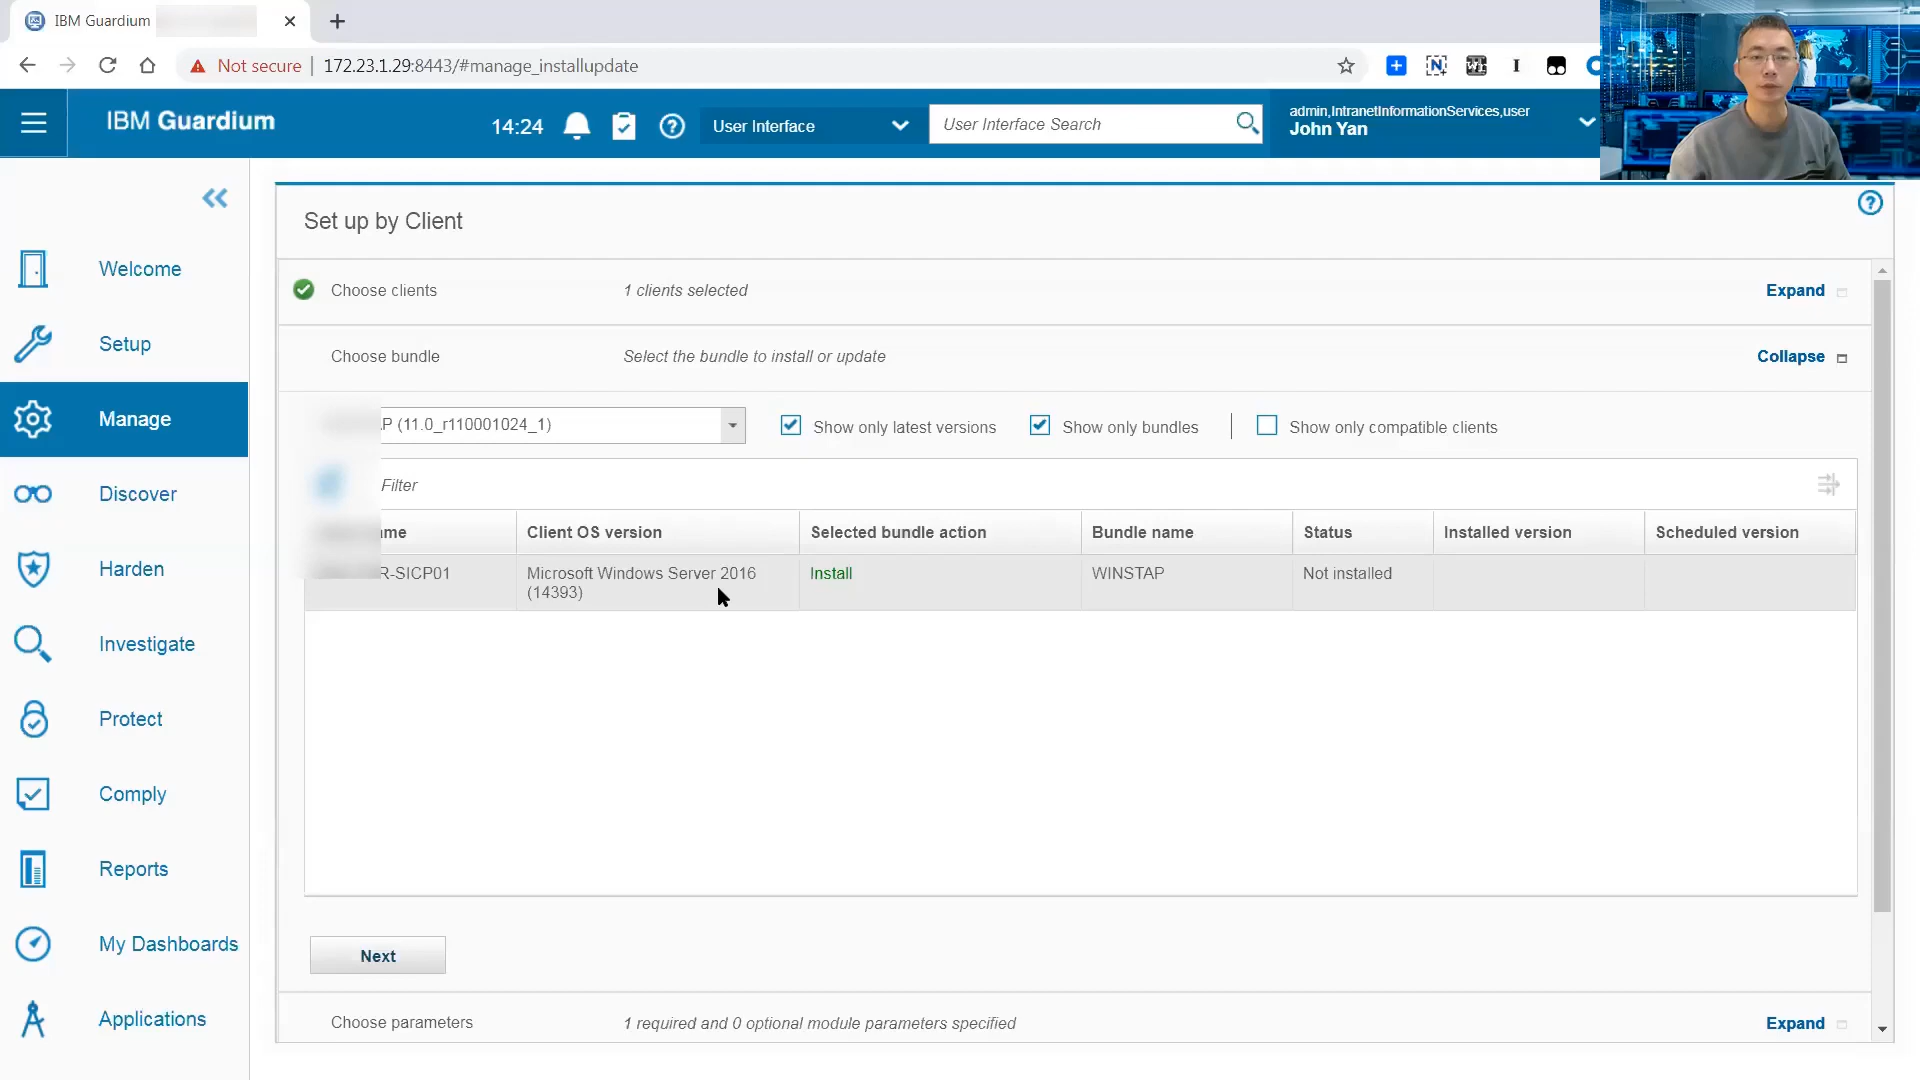 IBM Guardium
Not secure
172.23.1.29:8443/#manage_installupdate
IBM Guardium
14:24
User Interface
User Interface Search
admin,IntranetInformationServices,user
John Yan
Welcome
Setup
Manage
Discover
Harden
Investigate
Protect
Comply
Reports
My Dashboards
Applications
Set up by Client
Choose clients
1 clients selected
Expand
Choose bundle
Select the bundle to install or update
Collapse
P (11.0_r110001024_1)
Show only latest versions
Show only bundles
Show only compatible clients
Filter
me
Client OS version
Selected bundle action
Bundle name
Status
Installed version
Scheduled version
R-SICP01
Microsoft Windows Server 2016
(14393)
Install
WINSTAP
Not installed
Next
Choose parameters
1 required and 0 optional module parameters specified
Expand